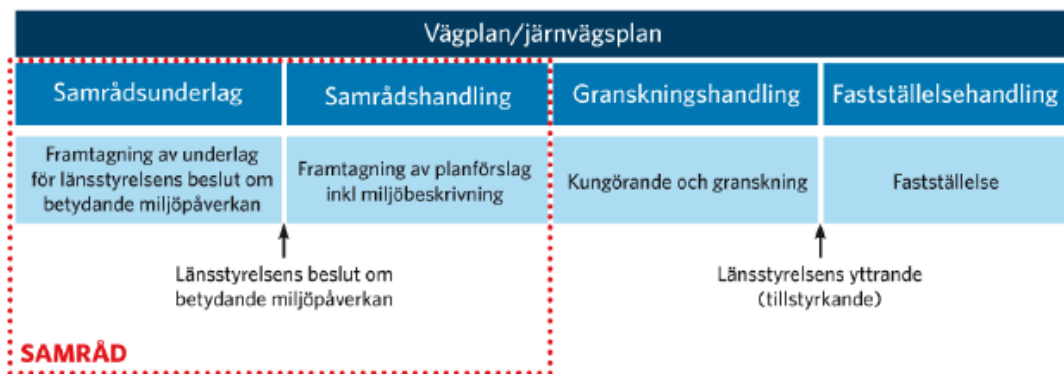 Vägplan/järnvägsplan
Samrådsunderlag
Samrådshandling
Granskningshandling
Fastställelsehandling
Framtagning av underlag
för länsstyrelsens beslut om
betydande miljöpåverkan
Framtagning av planförslag
inkl miljöbeskrivning
Kungörande och granskning
Fastställelse
Länsstyrelsens beslut om
betydande miljöpåverkan
Länsstyrelsens yttrande
(tillstyrkande)
SAMRÅD